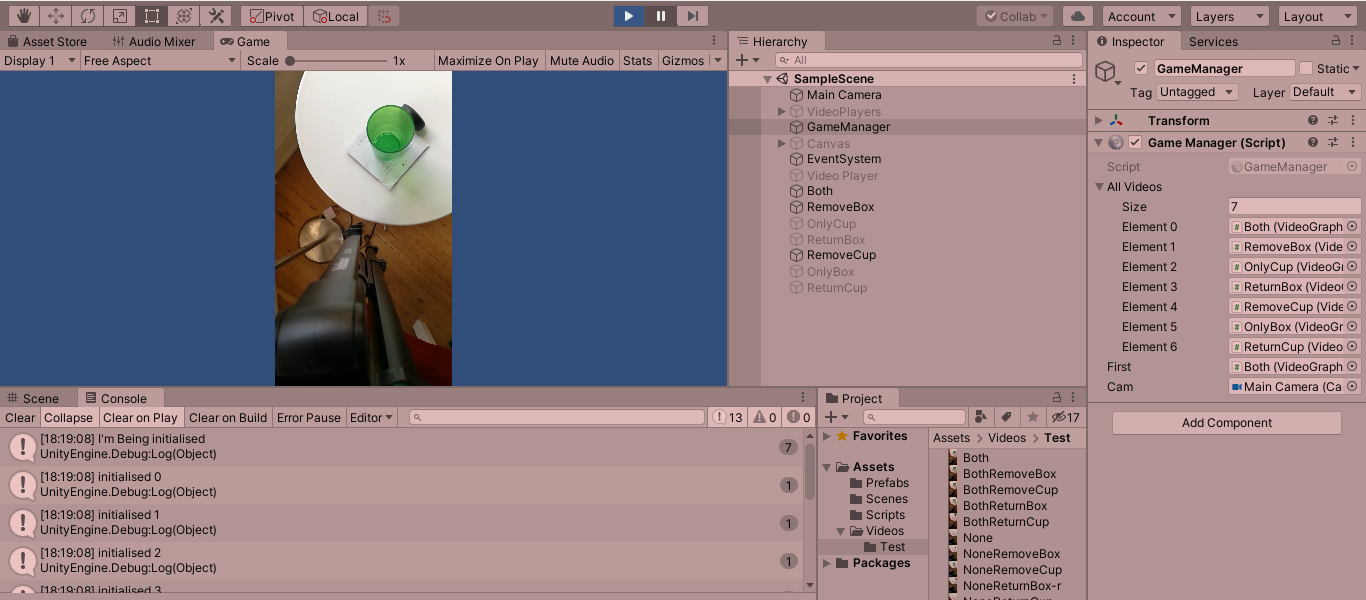 Pivot Local Collab Account Layers Layout
Asset Store Audio Mixer Game
Display 1 Free Aspect Scale 1x Maximize On Play Mute Audio Stats Gizmos
Hierarchy
All
SampleScene
Main Camera
VideoPlayers
GameManager
Canvas
EventSystem
Video Player
Both
RemoveBox
OnlyCup
ReturnBox
RemoveCup
OnlyBox
ReturnCup
Inspector Services
GameManager Static
Tag Untagged Layer Default
Transform
Game Manager (Script)
Script GameManager
All Videos
Size 7
Element 0 Both (VideoGraph
Element 1 RemoveBox (Vide
Element 2 OnlyCup (VideoGr
Element 3 ReturnBox (Video
Element 4 RemoveCup (Vide
Element 5 OnlyBox (VideoGr
Element 6 ReturnCup (Video
First Both (VideoGraph
Cam Main Camera (Ca
Add Component
Scene Console
Clear Collapse Clear on Play Clear on Build Error Pause Editor 13 0 0
[18:19:08] I'm Being initialised
UnityEngine.Debug:Log(Object)
7
[18:19:08] initialised 0
UnityEngine.Debug:Log(Object)
1
[18:19:08] initialised 1
UnityEngine.Debug:Log(Object)
1
[18:19:08] initialised 2
UnityEngine.Debug:Log(Object)
1
[18:19:08] initialised 3
Project
17
Favorites
Assets
Prefabs
Scenes
Scripts
Videos
Test
Packages
Assets > Videos > Test
Both
BothRemoveBox
BothRemoveCup
BothReturnBox
BothReturnCup
None
NoneRemoveBox
NoneRemoveCup
NoneReturnBox-r
NoneReturnCup